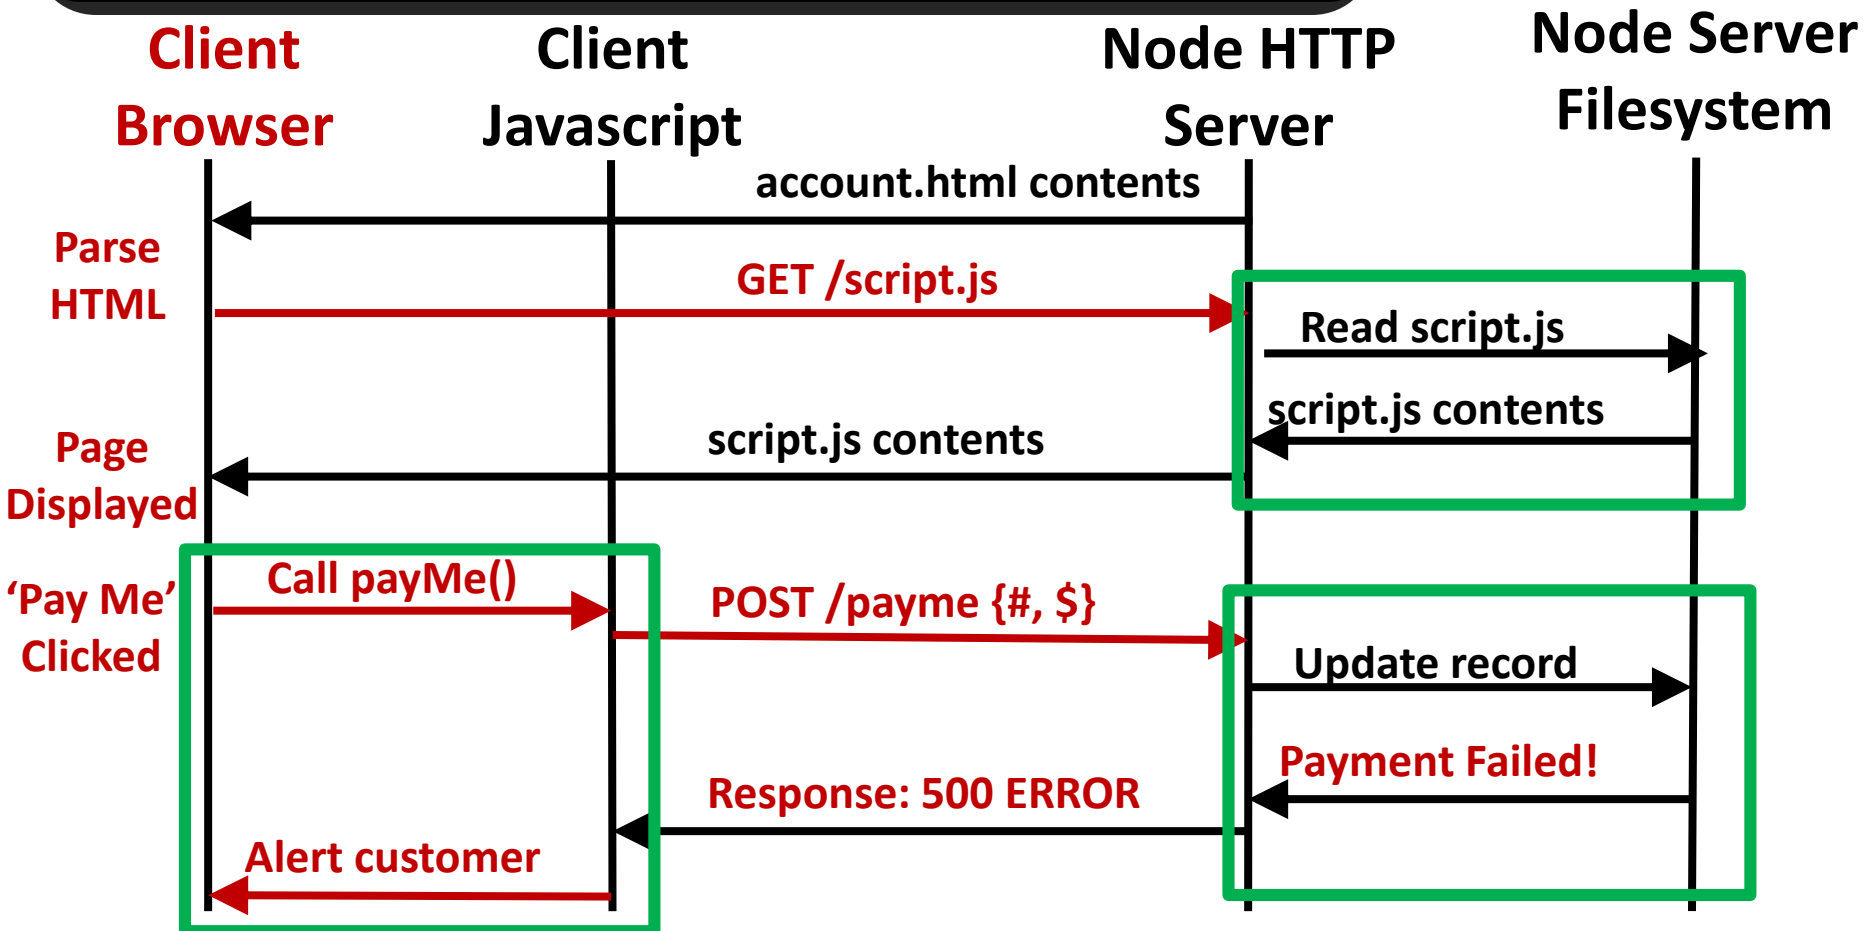 Client
Browser
Client
Javascript
Node HTTP
Server
Node Server
Filesystem
account.html contents
Parse
HTML
GET /script.js
Read script.js
script.js contents
script.js contents
Page
Displayed
‘Pay Me’
Clicked
Call payMe()
POST /payme {#, $}
Update record
Payment Failed!
Response: 500 ERROR
Alert customer